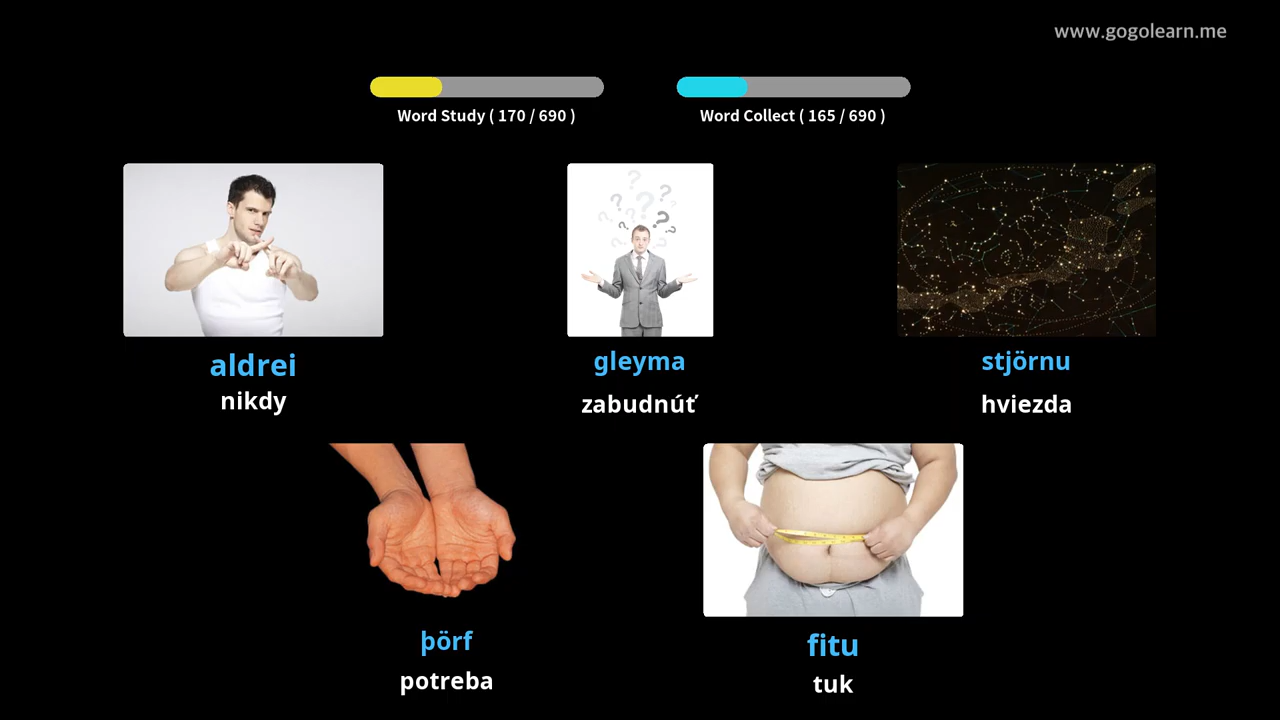 www.gogolearn.me
Word Study ( 170 / 690 )
Word Collect ( 165 / 690 )
aldrei
nikdy
gleyma
zabudnúť
stjörnu
hviezda
þörf
potreba
fitu
tuk